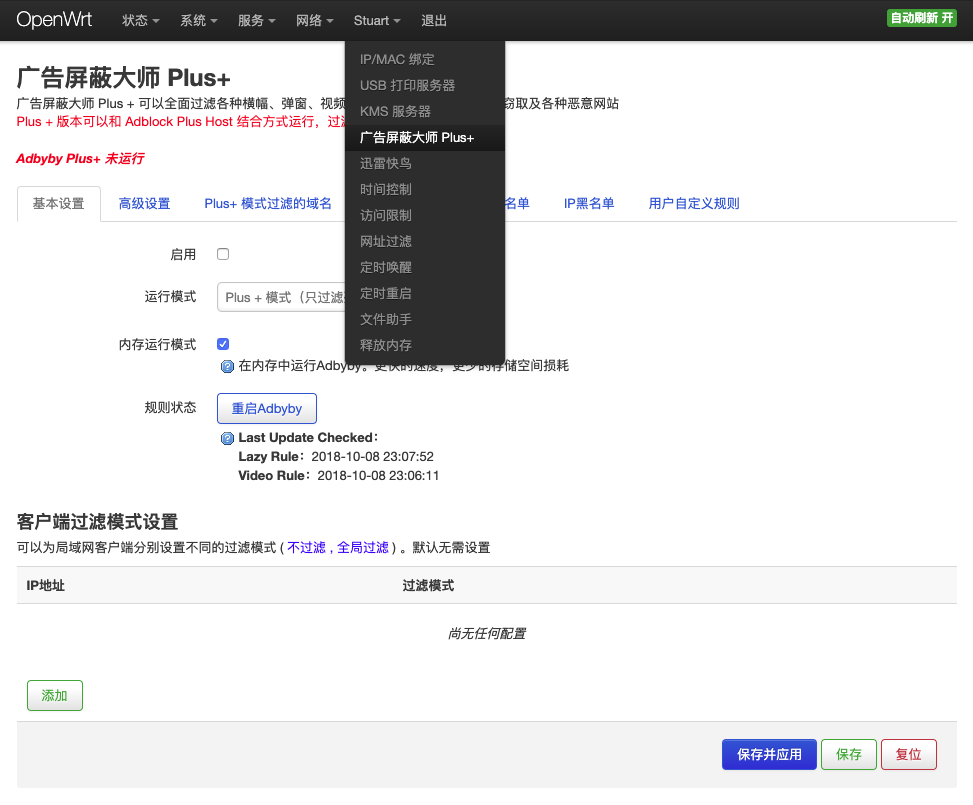 OpenWrt 状态 系统 服务 网络 Stuart 退出 自动刷新 开
IP/MAC 绑定
USB 打印服务器
KMS 服务器
广告屏蔽大师 Plus+
迅雷快鸟
时间控制
访问限制
网址过滤
定时唤醒
定时重启
文件助手
释放内存
广告屏蔽大师 Plus+
广告屏蔽大师 Plus + 可以全面过滤各种横幅、弹窗、视频 窃取及各种恶意网站
Plus + 版本可以和 Adblock Plus Host 结合方式运行，过
Adbyby Plus+ 未运行
基本设置 高级设置 Plus+ 模式过滤的域名 名单 IP黑名单 用户自定义规则
启用
运行模式 Plus + 模式（只过滤
内存运行模式
在内存中运行Adbyby。更快的速度，更少的存储空间损耗
规则状态 重启Adbyby
Last Update Checked：
Lazy Rule：2018-10-08 23:07:52
Video Rule：2018-10-08 23:06:11
客户端过滤模式设置
可以为局域网客户端分别设置不同的过滤模式 ( 不过滤 , 全局过滤 ) 。默认无需设置
IP地址 过滤模式
尚无任何配置
添加
保存并应用 保存 复位